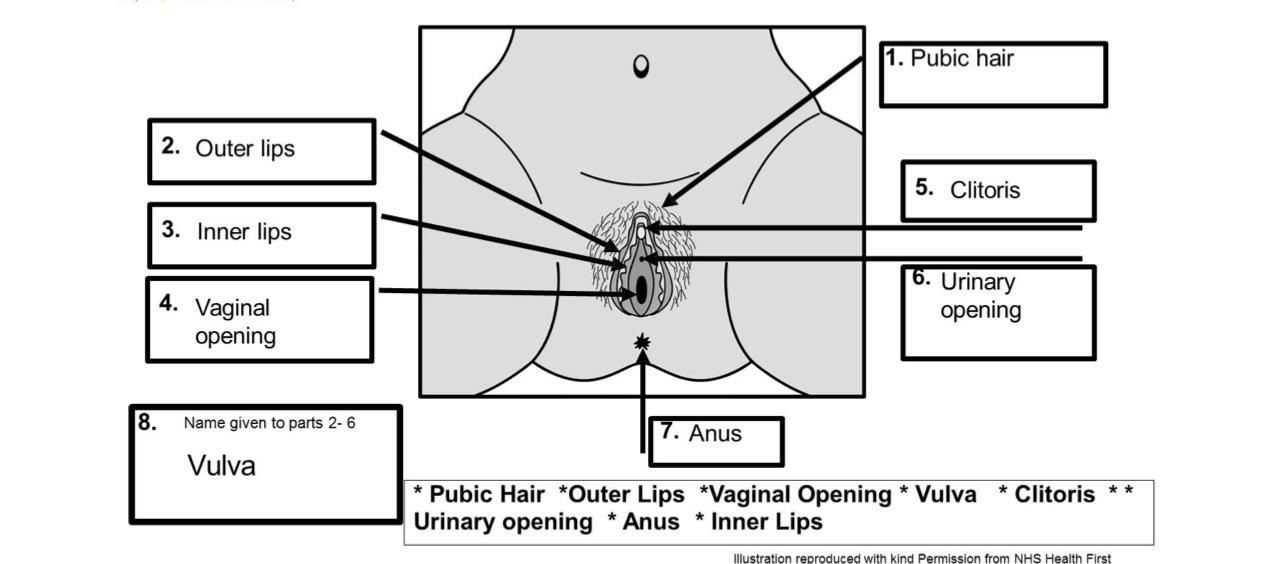 1. Pubic hair
2. Outer lips
3. Inner lips
4. Vaginal
opening
5. Clitoris
6. Urinary
opening
7. Anus
8. Name given to parts 2- 6
Vulva
* Pubic Hair *Outer Lips *Vaginal Opening * Vulva * Clitoris * *
Urinary opening * Anus * Inner Lips
Illustration reproduced with kind Permission from NHS Health First